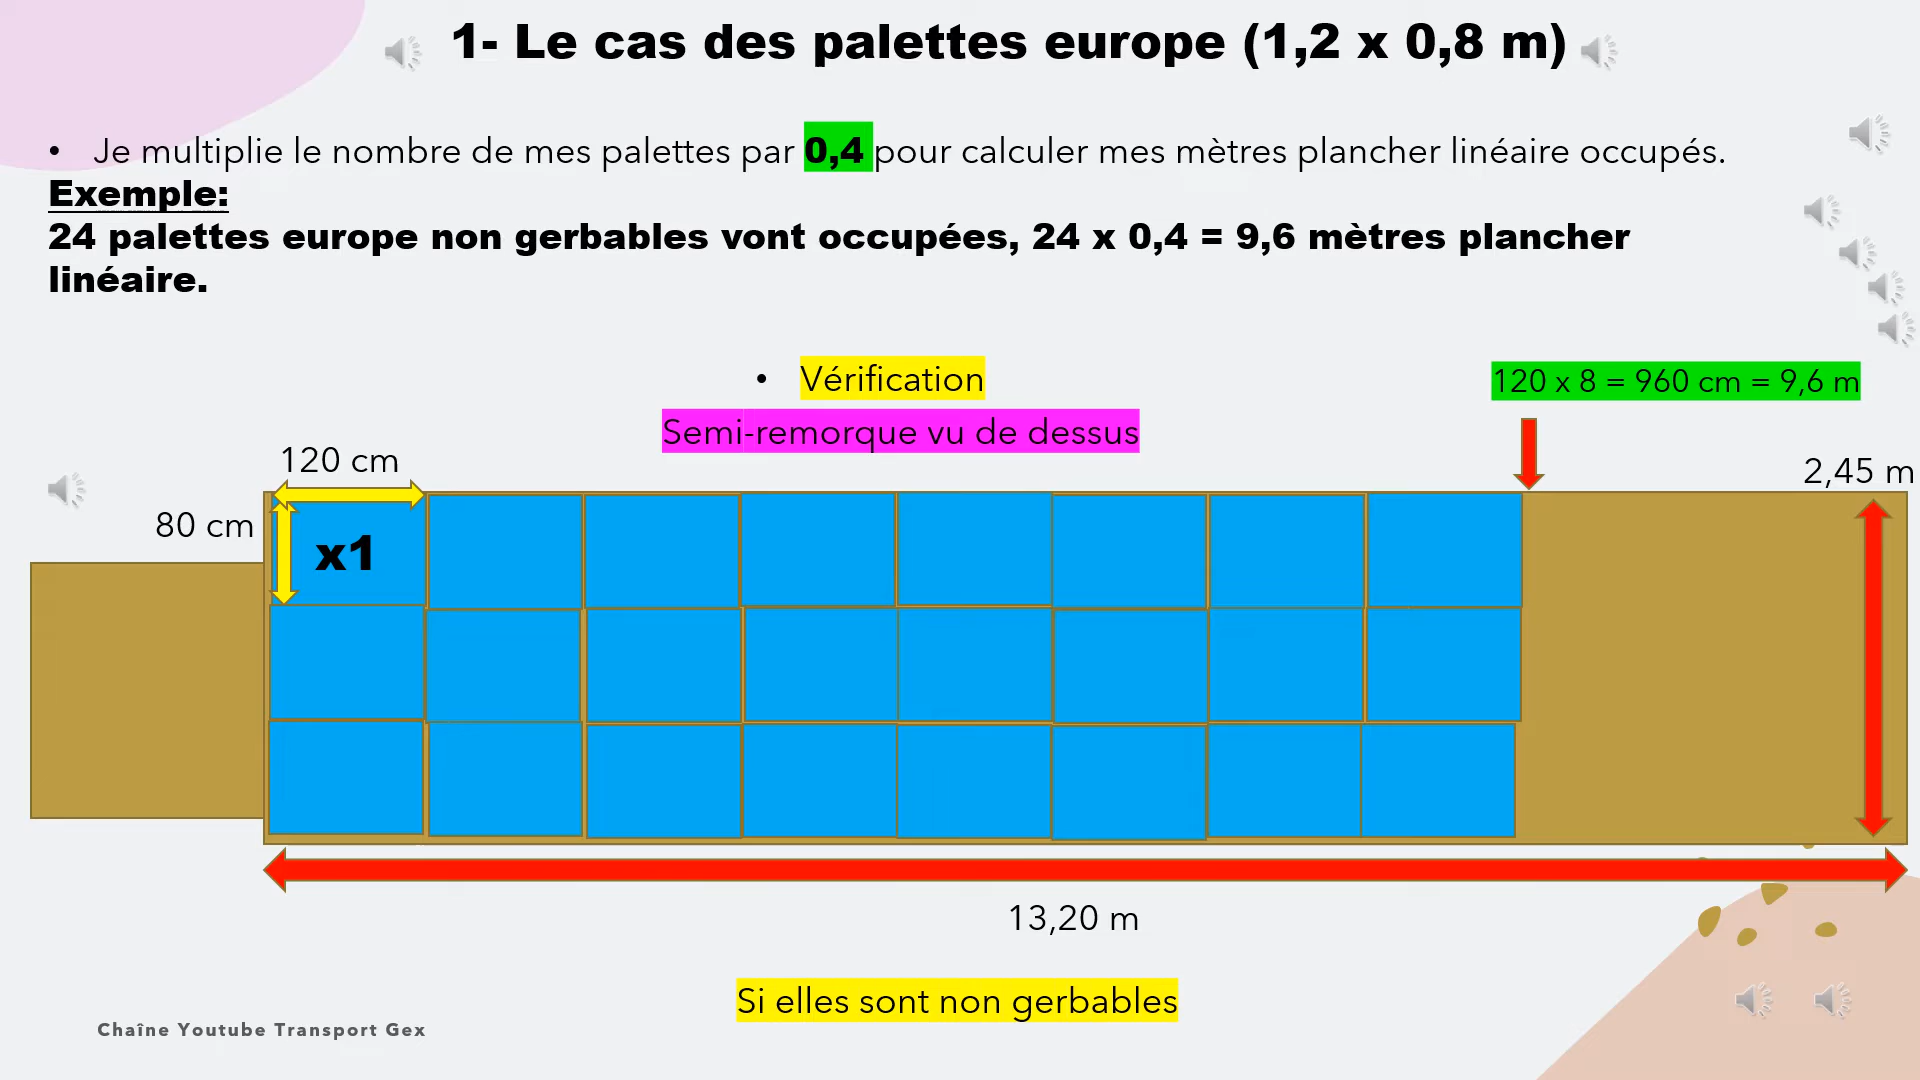 1- Le cas des palettes europe (1,2 x 0,8 m)
• Je multiplie le nombre de mes palettes par 0,4 pour calculer mes mètres plancher linéaire occupés.
Exemple:
24 palettes europe non gerbables vont occupées, 24 x 0,4 = 9,6 mètres plancher
linéaire.
• Vérification
120 x 8 = 960 cm = 9,6 m
Semi-remorque vu de dessus
120 cm
2,45 m
80 cm
x1
13,20 m
Si elles sont non gerbables
Chaîne Youtube Transport Gex